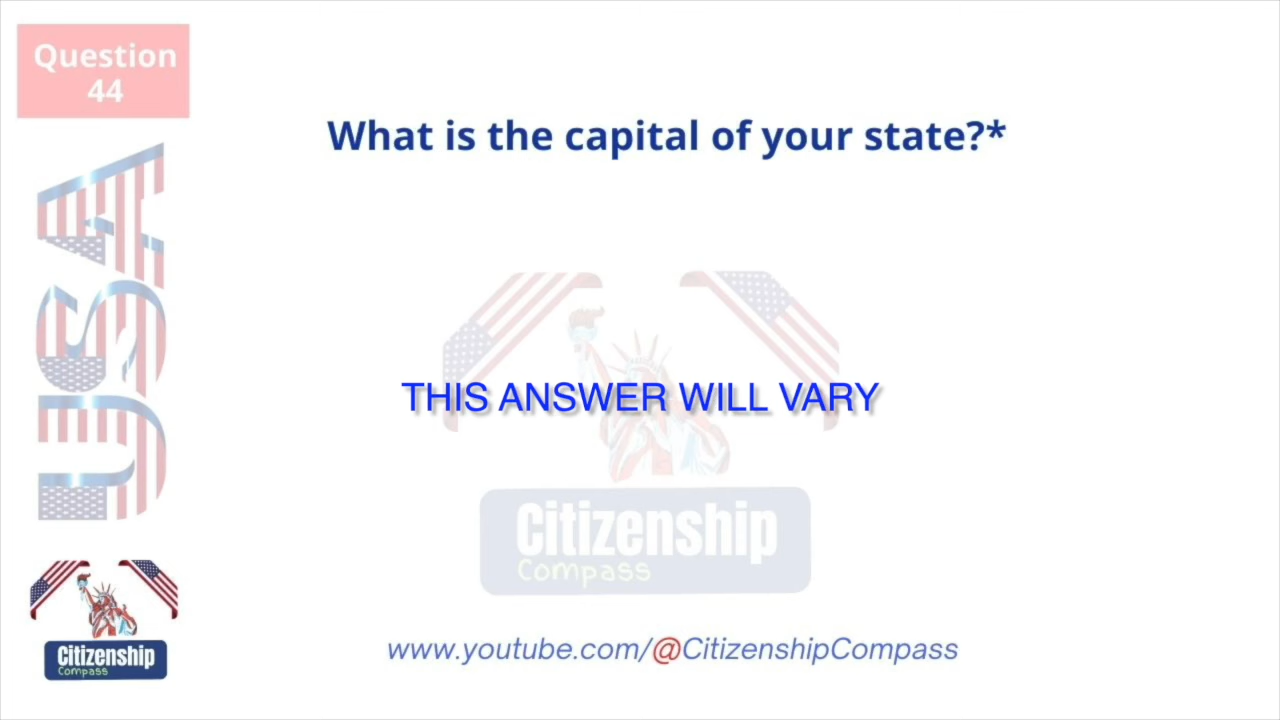 Question
44
What is the capital of your state?*
USA
THIS ANSWER WILL VARY
Citizenship
Compass
Citizenship
Compass
www.youtube.com/@CitizenshipCompass